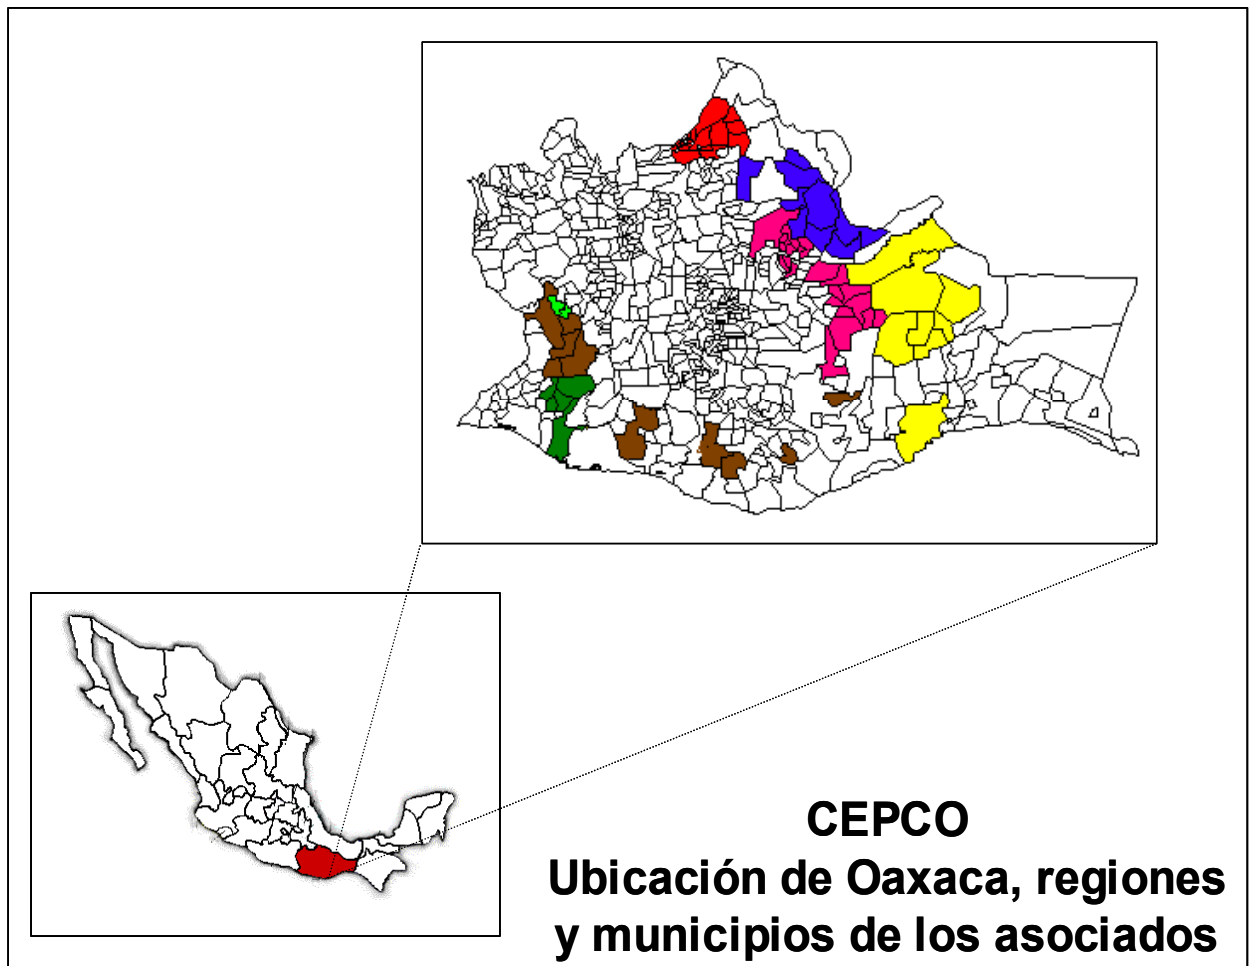 CEPCO
Ubicación de Oaxaca, regiones
y municipios de los asociados